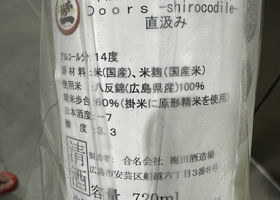 Doors -shirocodile-
直汲み
アルコール分：14度
原材料：米(国産)、米麹(国産)
使用米：八反錦(広島県産)100%
精米歩合：60%(掛米に原形精米を使用)
日本酒度：-7
酸度：3.3
清酒
製造者：合名会社 梅田酒造場
広島市安芸区船越六丁目3番8号
内容量：720ml